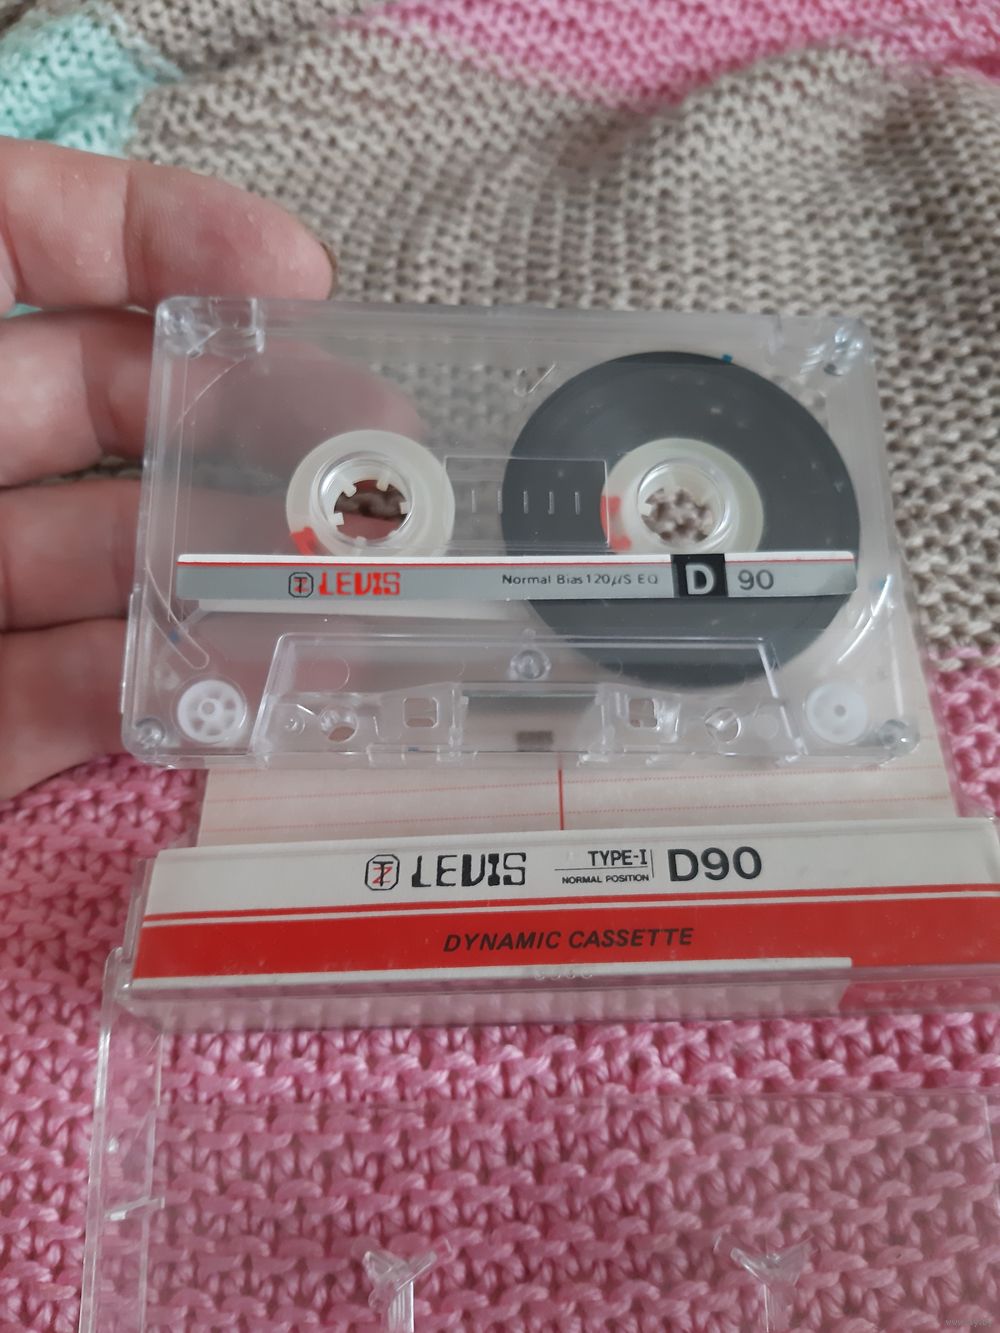 LEVIS Normal Bias 120µS EQ D 90
LEVIS TYPE-I D90
NORMAL POSITION
DYNAMIC CASSETTE